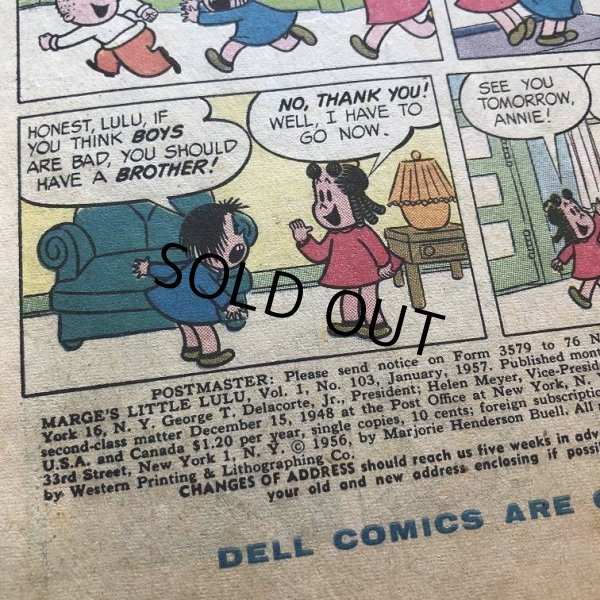 HONEST, LULU, IF
YOU THINK BOYS
ARE BAD, YOU SHOULD
HAVE A BROTHER!
NO, THANK YOU!
WELL, I HAVE TO
GO NOW.
SEE YOU
TOMORROW,
ANNIE!
SOLD OUT
POSTMASTER: Please send notice on Form 3579 to 76 N
MARGE'S LITTLE LULU, Vol. 1, No. 103, January, 1957. Published mont
York 16, N. Y. George T. Delacorte, Jr., President; Helen Meyer, Vice-Presid
second-class matter December 15, 1948 at the Post Office at New York, N.
U.S.A. and Canada $1.20 per year, single copies, 10 cents; foreign subscription
33rd Street, New York 1, N. Y. © 1956, by Marjorie Henderson Buell. All
by Western Printing & Lithographing Co.
CHANGES OF ADDRESS should reach us five weeks in adv
your old and new address enclosing if possi
DELL COMICS ARE